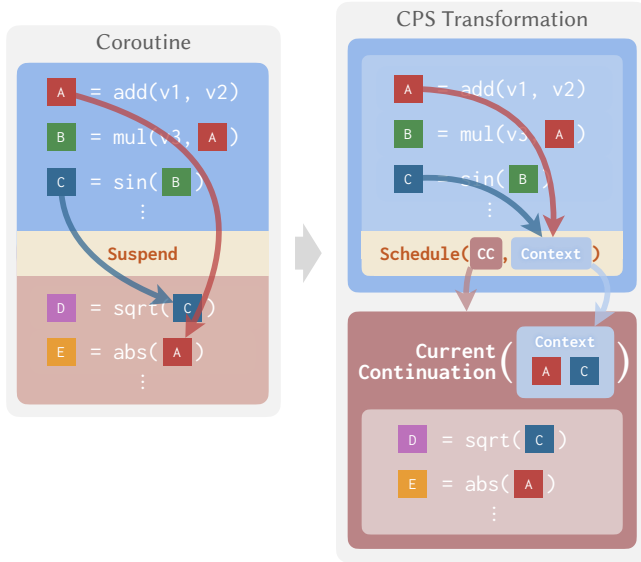 Coroutine
A = add(v1, v2)
B = mul(v3, A)
C = sin(B)
⋮
Suspend
D = sqrt(C)
E = abs(A)
⋮
CPS Transformation
A = add(v1, v2)
B = mul(v3, A)
C = sin(B)
⋮
Schedule(CC, Context)
Current
Continuation(Context
A C)
D = sqrt(C)
E = abs(A)
⋮